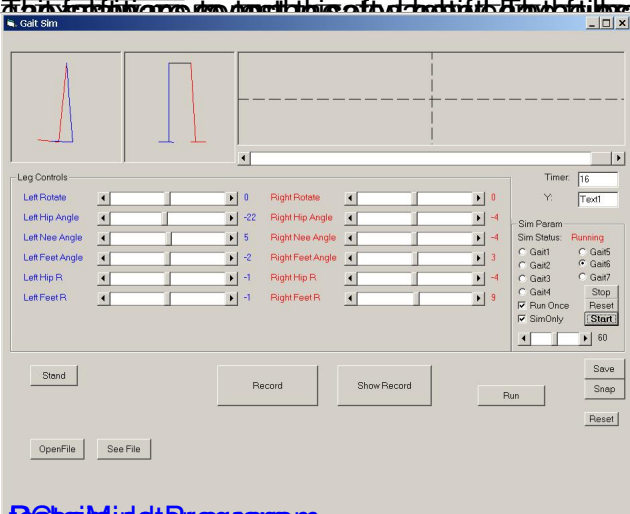 Gait Sim
Leg Controls
Left Rotate 0 Right Rotate 0
Left Hip Angle -22 Right Hip Angle -4
Left Nee Angle 5 Right Nee Angle -4
Left Feet Angle -2 Right Feet Angle 3
Left Hip R -1 Right Hip R -4
Left Feet R -1 Right Feet R 9
Timer: 16
Y: Text1
Sim Param
Sim Status: Running
Gait1 Gait5
Gait2 Gait6
Gait3 Gait7
Gait4 Stop
Run Once Reset
SimOnly Start
60
Stand
Record
Show Record
Run
Save
Snap
Reset
OpenFile
See File